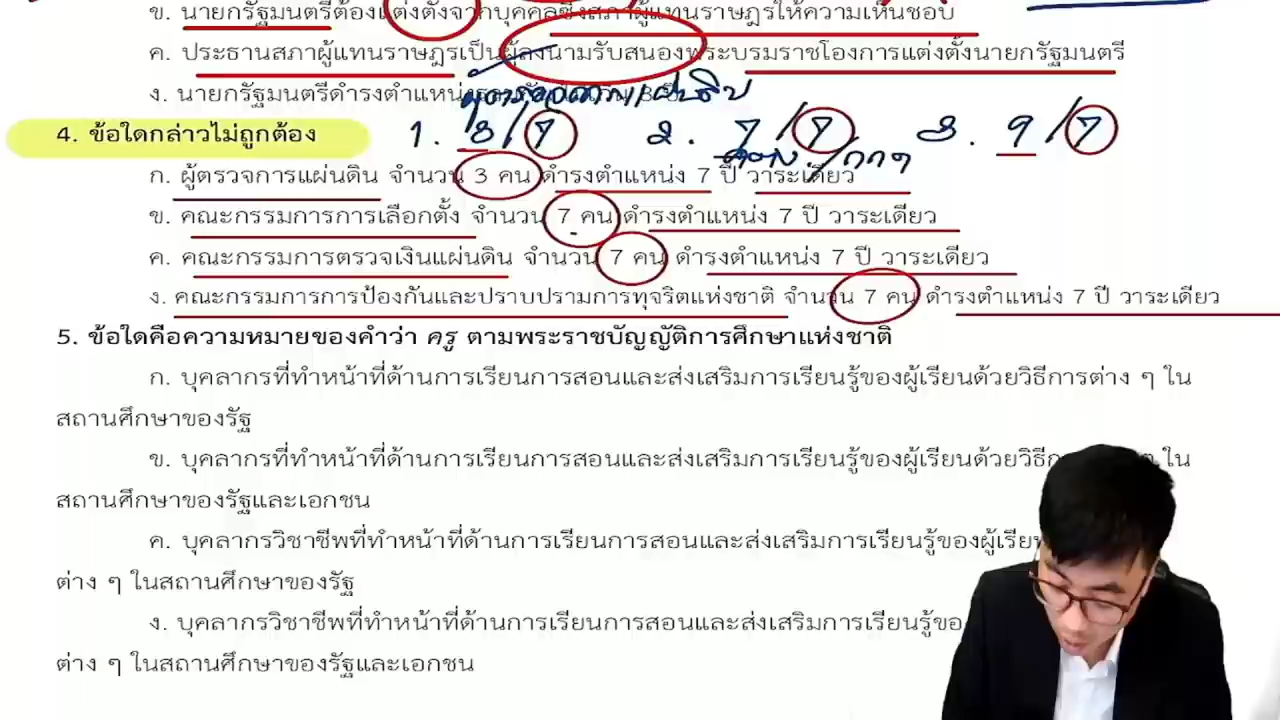 ข. นายกรัฐมนตรีต้องแต่งตั้งจากบุคคลซึ่งสภาผู้แทนราษฎรให้ความเห็นชอบ
ค. ประธานสภาผู้แทนราษฎรเป็นผู้ลงนามรับสนองพระบรมราชโองการแต่งตั้งนายกรัฐมนตรี
ง. นายกรัฐมนตรีดำรงตำแหน่ง
4. ข้อใดกล่าวไม่ถูกต้อง 1. 3/7 2. 7/7 3. 9/7
ก. ผู้ตรวจการแผ่นดิน จำนวน 3 คน ดำรงตำแหน่ง 7 ปี วาระเดียว
ข. คณะกรรมการการเลือกตั้ง จำนวน 7 คน ดำรงตำแหน่ง 7 ปี วาระเดียว
ค. คณะกรรมการตรวจเงินแผ่นดิน จำนวน 7 คน ดำรงตำแหน่ง 7 ปี วาระเดียว
ง. คณะกรรมการการป้องกันและปราบปรามการทุจริตแห่งชาติ จำนวน 7 คน ดำรงตำแหน่ง 7 ปี วาระเดียว
5. ข้อใดคือความหมายของคำว่า ครู ตามพระราชบัญญัติการศึกษาแห่งชาติ
ก. บุคลากรที่ทำหน้าที่ด้านการเรียนการสอนและส่งเสริมการเรียนรู้ของผู้เรียนด้วยวิธีการต่าง ๆ ใน
สถานศึกษาของรัฐ
ข. บุคลากรที่ทำหน้าที่ด้านการเรียนการสอนและส่งเสริมการเรียนรู้ของผู้เรียนด้วยวิธี ใน
สถานศึกษาของรัฐและเอกชน
ค. บุคลากรวิชาชีพที่ทำหน้าที่ด้านการเรียนการสอนและส่งเสริมการเรียนรู้ของ
ต่าง ๆ ในสถานศึกษาของรัฐ
ง. บุคลากรวิชาชีพที่ทำหน้าที่ด้านการเรียนการสอนและส่งเสริมการเรียนรู้
ต่าง ๆ ในสถานศึกษาของรัฐและเอกชน